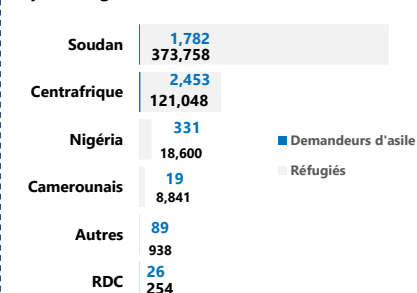 Soudan
1,782
373,758
Centrafrique
2,453
121,048
Nigéria
331
18,600
Demandeurs d'asile
Réfugiés
Camerounais
19
8,841
Autres
89
938
RDC
26
254